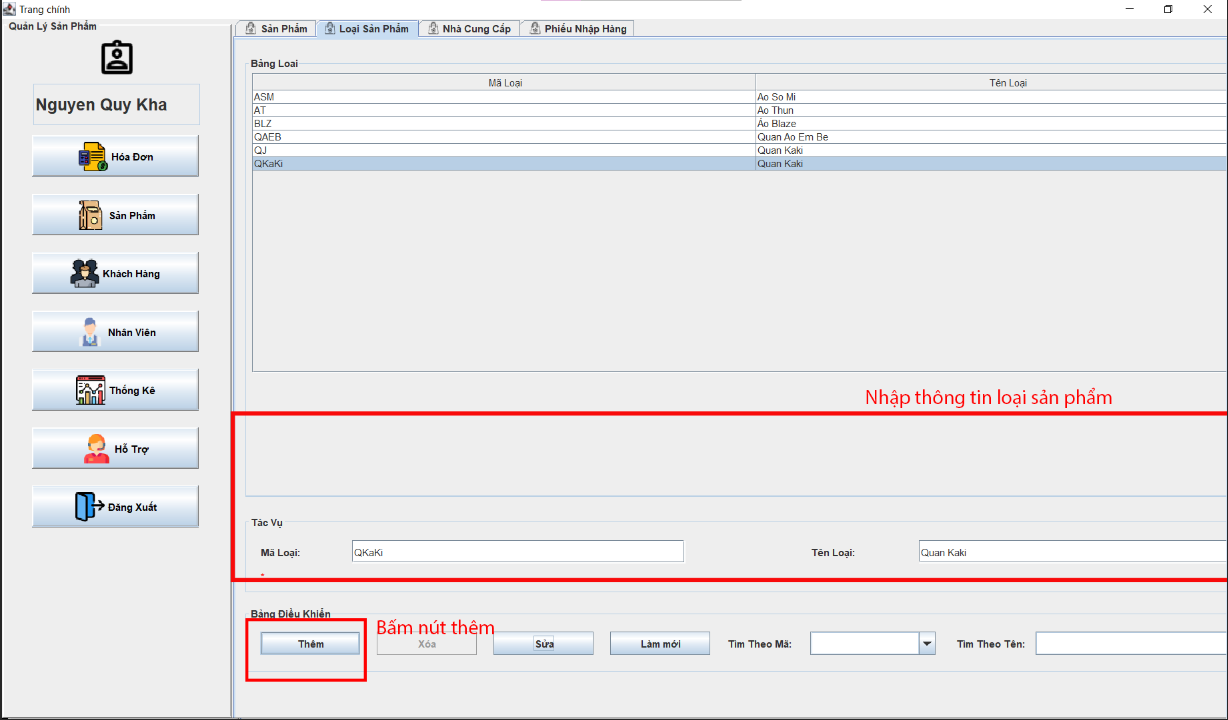 Trang chính
Quản Lý Sản Phẩm
Nguyen Quy Kha
Hóa Đơn
Sản Phẩm
Khách Hàng
Nhân Viên
Thống Kê
Hỗ Trợ
Đăng Xuất
Sản Phẩm Loại Sản Phẩm Nhà Cung Cấp Phiếu Nhập Hàng
Bảng Loai
Mã Loại Tên Loại
ASM Ao So Mi
AT Ao Thun
BLZ Áo Blaze
QAEB Quan Ao Em Be
QJ Quan Kaki
QKaKi Quan Kaki
Nhập thông tin loại sản phẩm
Tác Vụ
Mã Loại: QKaKi Tên Loại: Quan Kaki
*
Bảng Điều Khiển
Bấm nút thêm
Thêm Xóa Sửa Làm mới Tìm Theo Mã: Tìm Theo Tên: